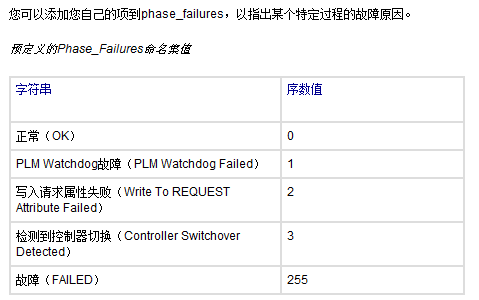 您可以添加您自己的项到phase_failures，以指出某个特定过程的故障原因。
预定义的Phase_Failures命名集值
字符串 序数值
正常（OK） 0
PLM Watchdog故障（PLM Watchdog Failed） 1
写入请求属性失败（Write To REQUEST 2
Attribute Failed）
检测到控制器切换（Controller Switchover 3
Detected）
故障（FAILED） 255